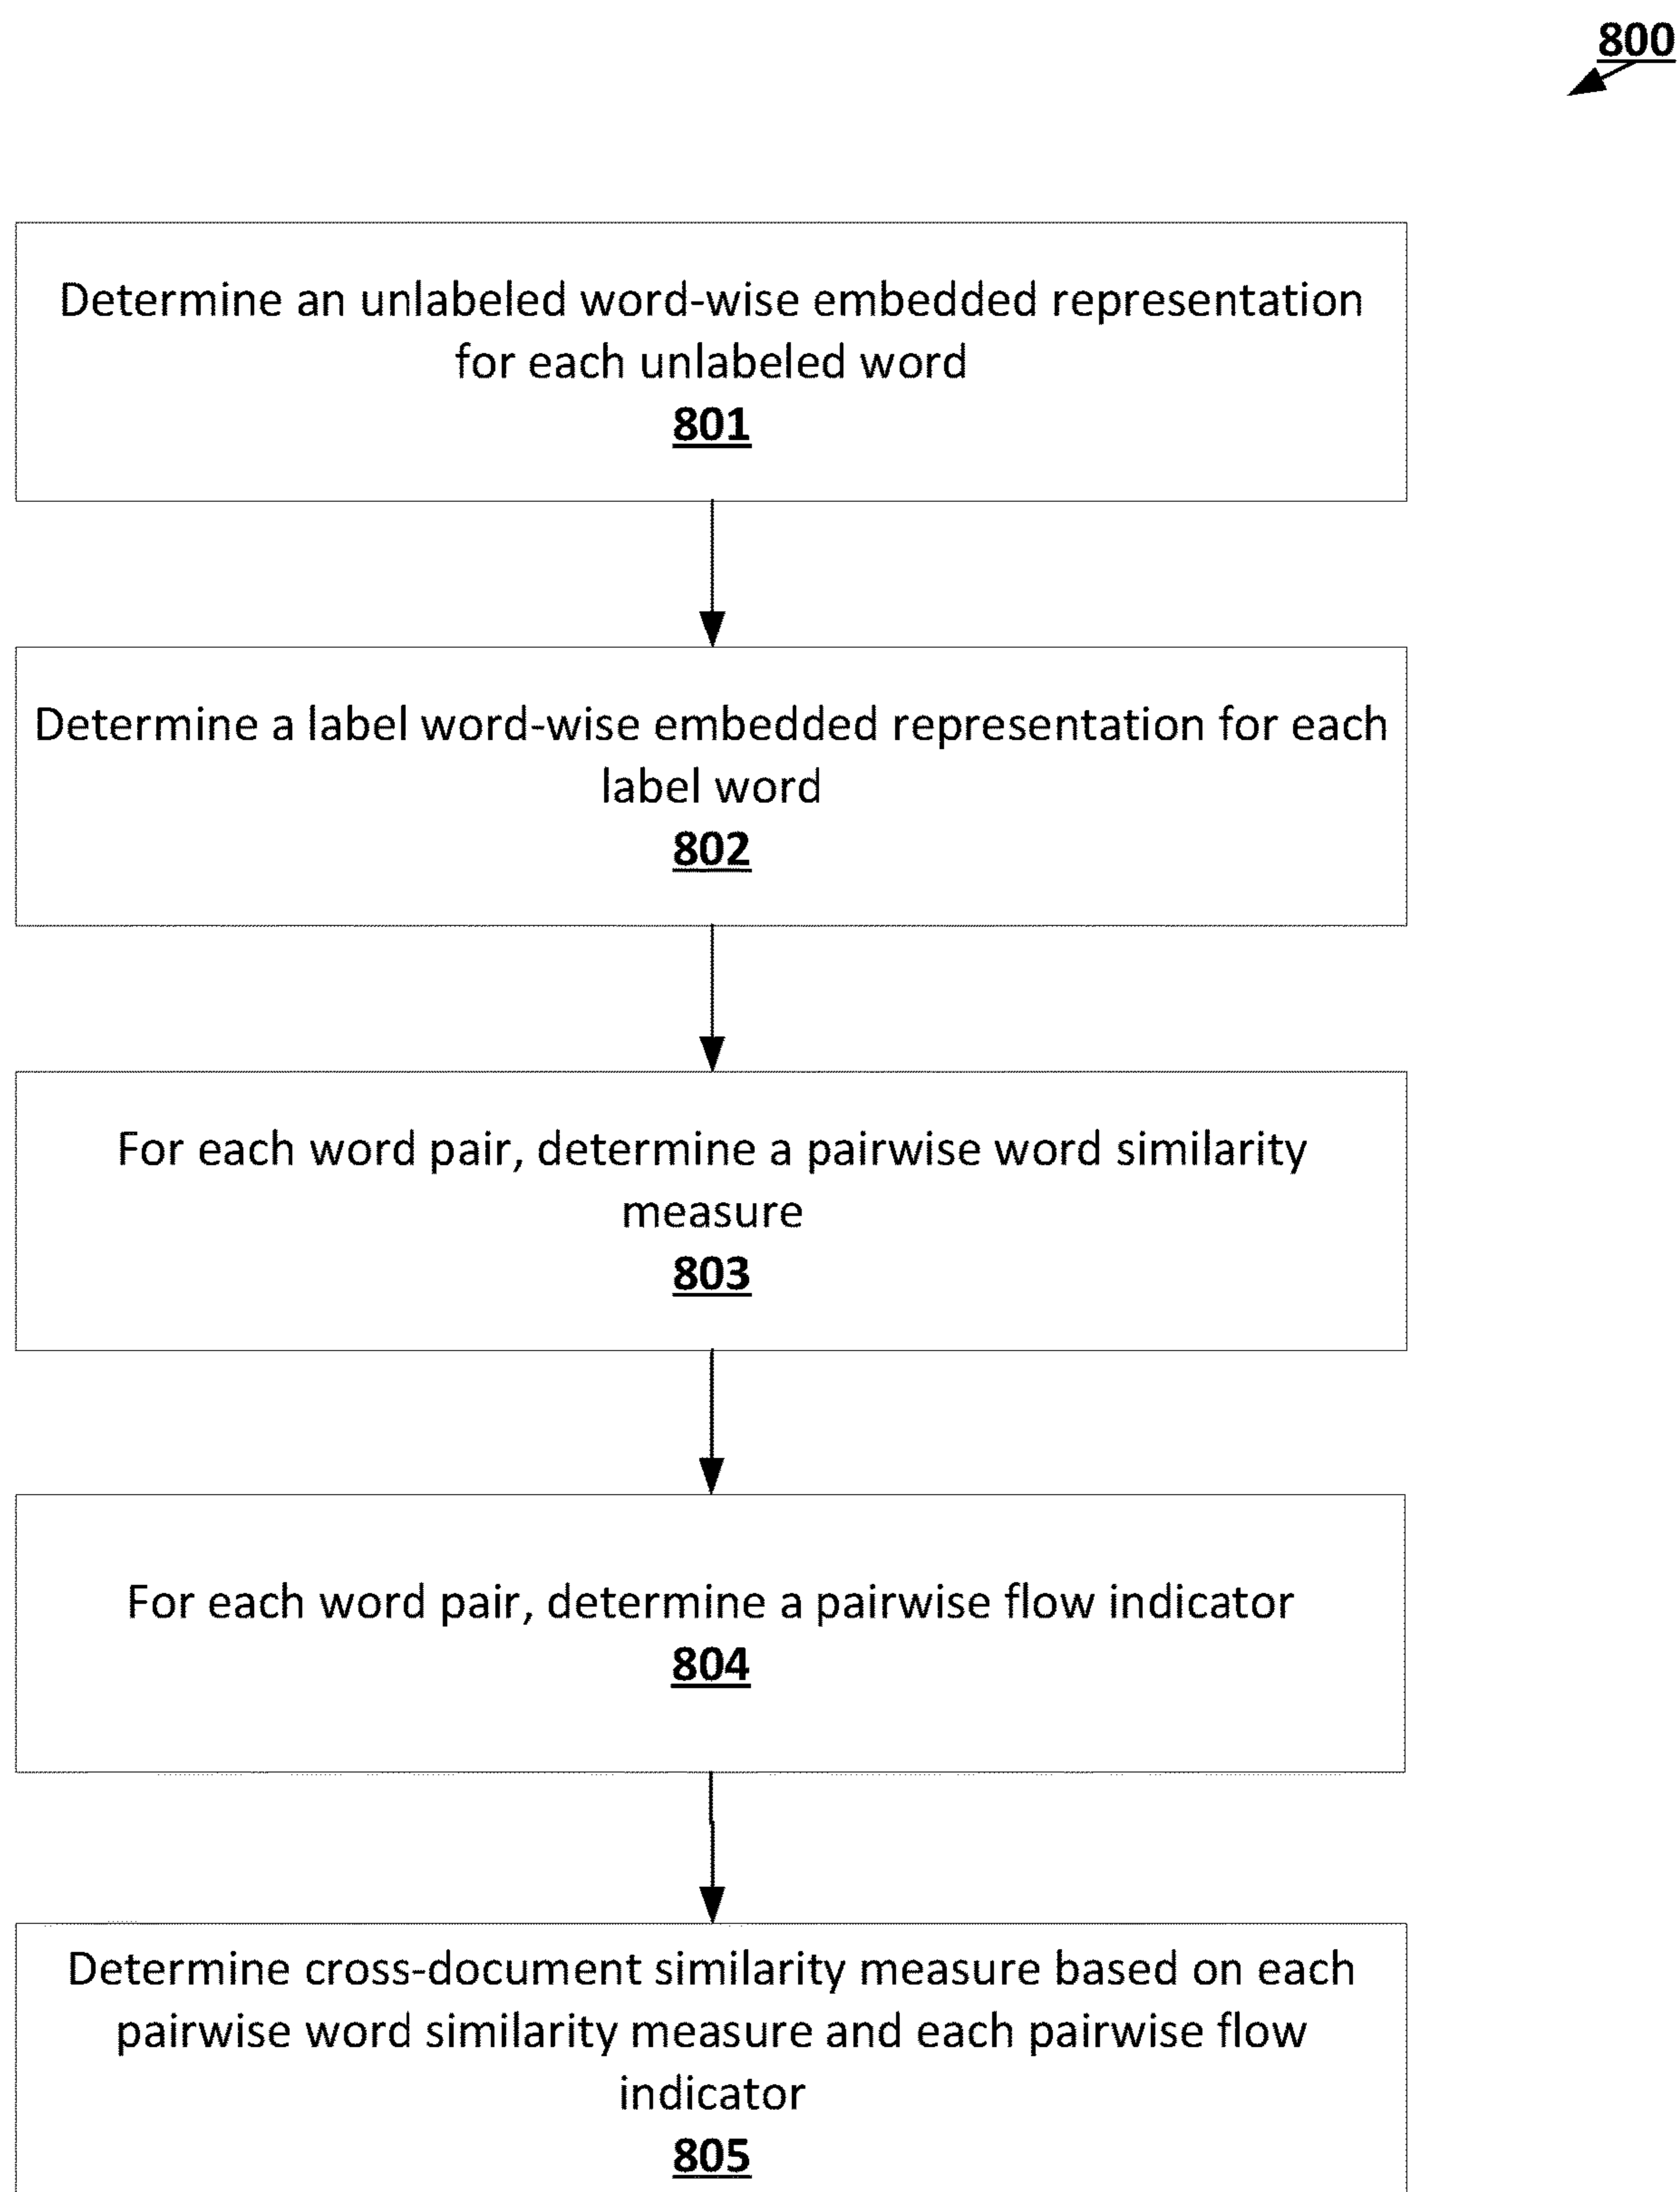 800
Determine an unlabeled word-wise embedded representation
for each unlabeled word
801
Determine a label word-wise embedded representation for each
label word
802
For each word pair, determine a pairwise word similarity
measure
803
For each word pair, determine a pairwise flow indicator
804
Determine cross-document similarity measure based on each
pairwise word similarity measure and each pairwise flow
indicator
805